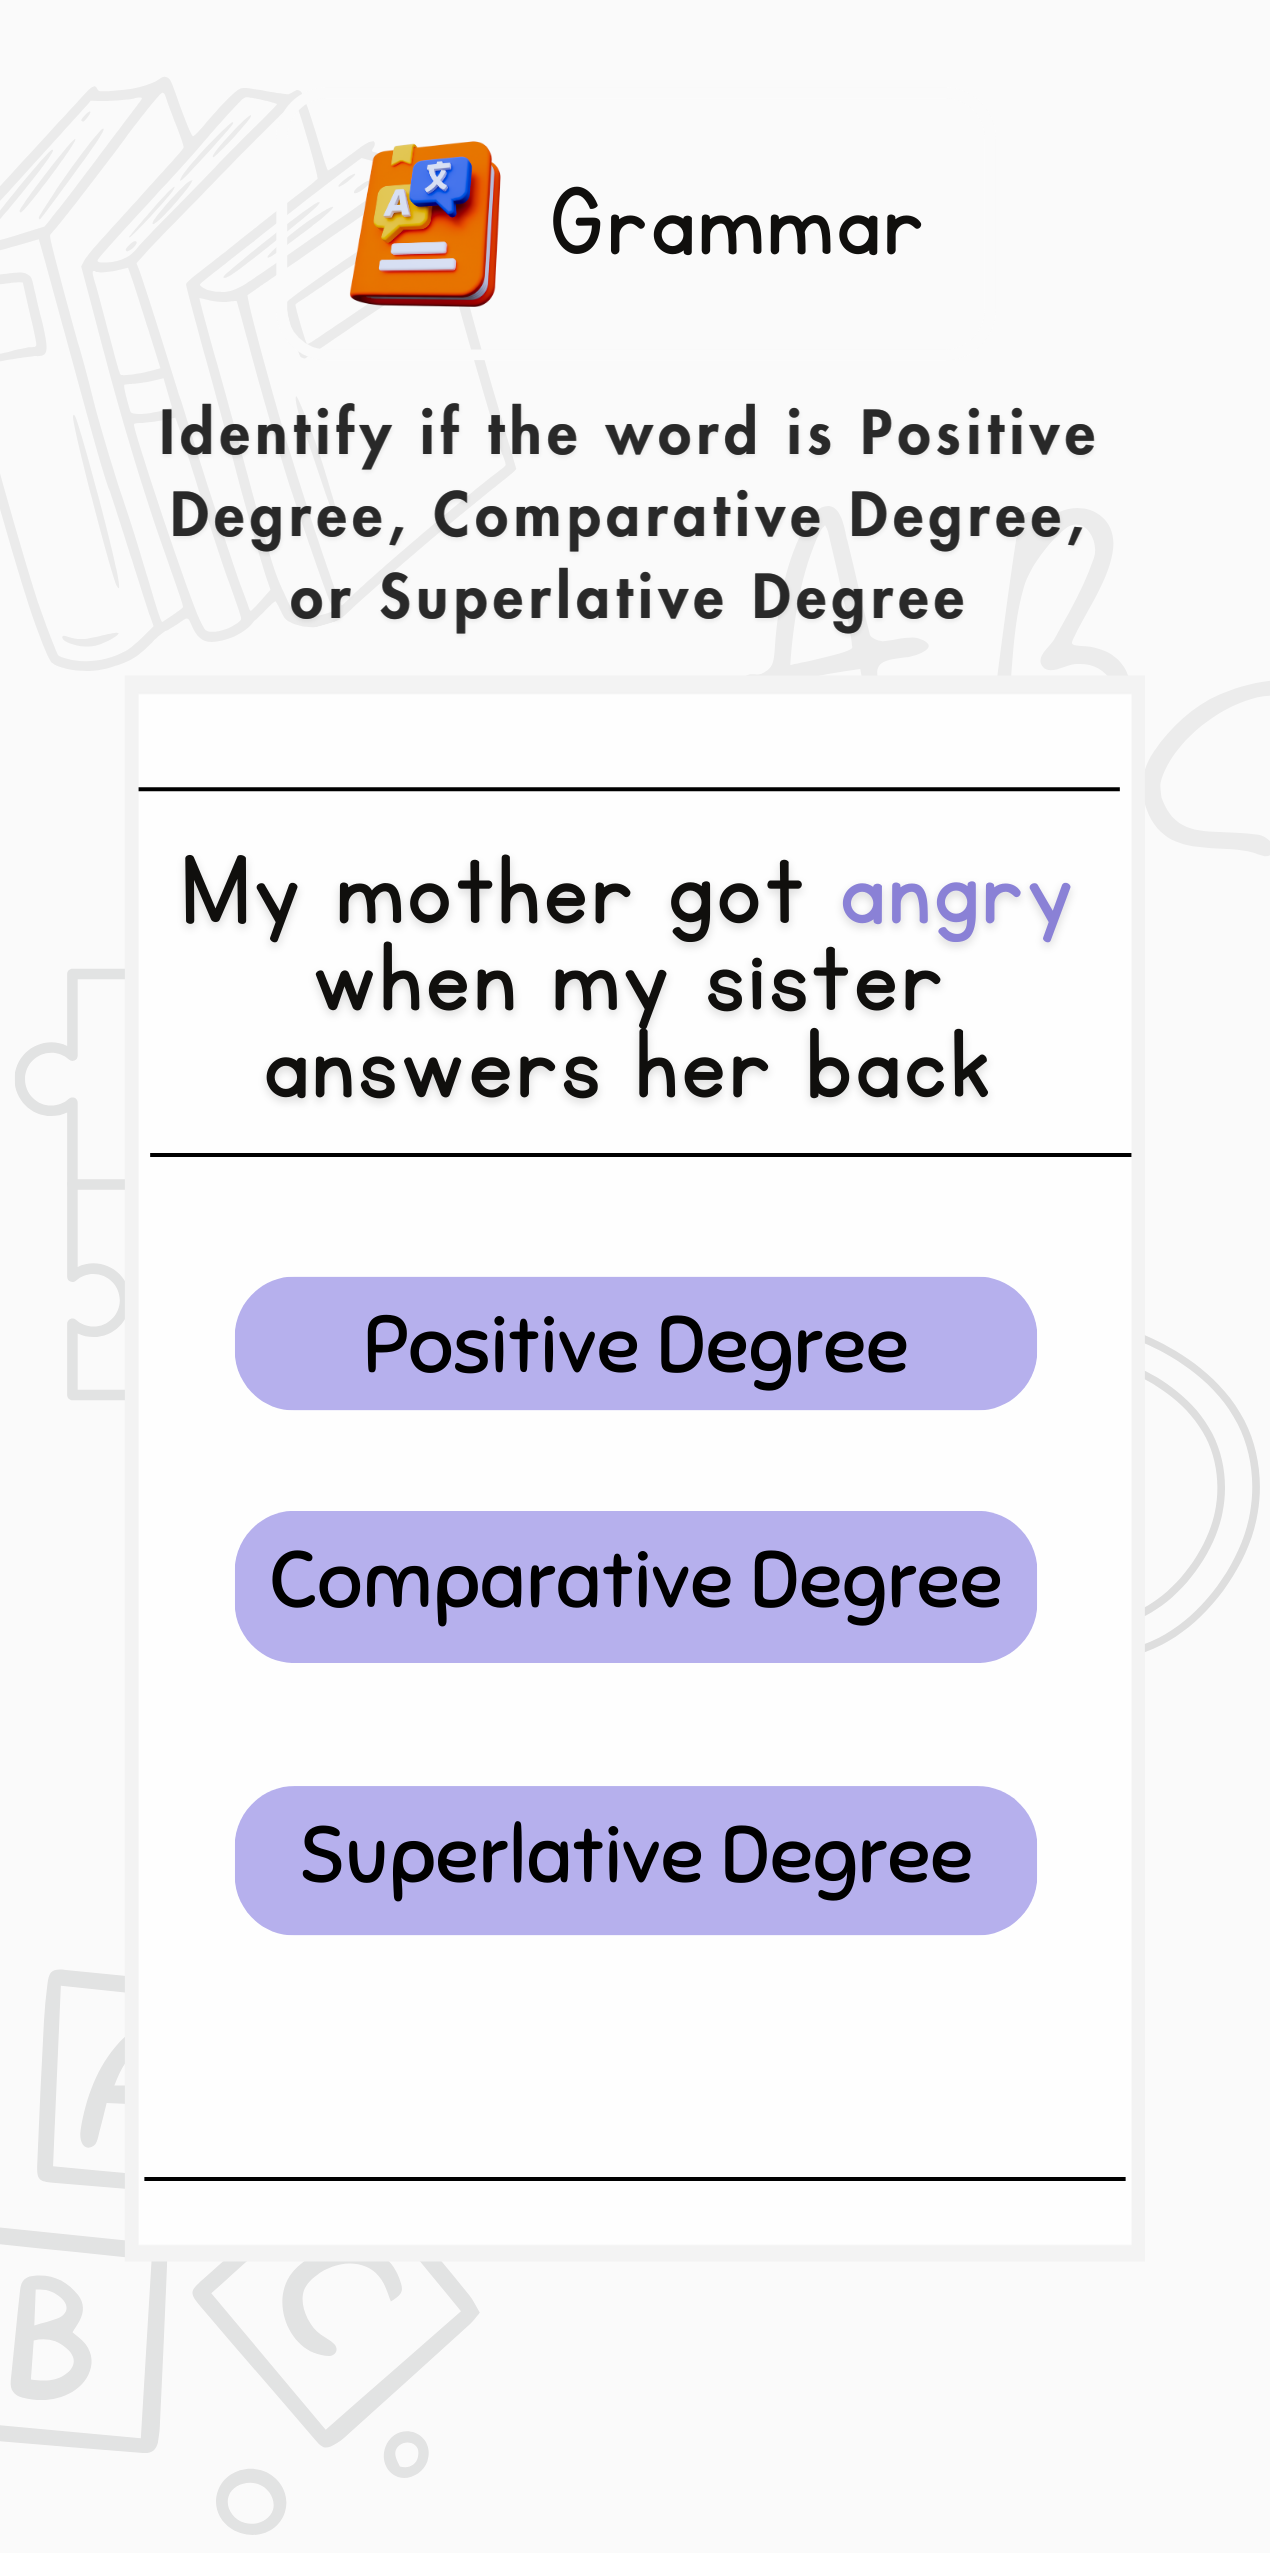 A 文
Grammar
Identify if the word is Positive
Degree, Comparative Degree,
or Superlative Degree
A B
My mother got angry
when my sister
answers her back
Positive Degree
Comparative Degree
Superlative Degree
A
B C